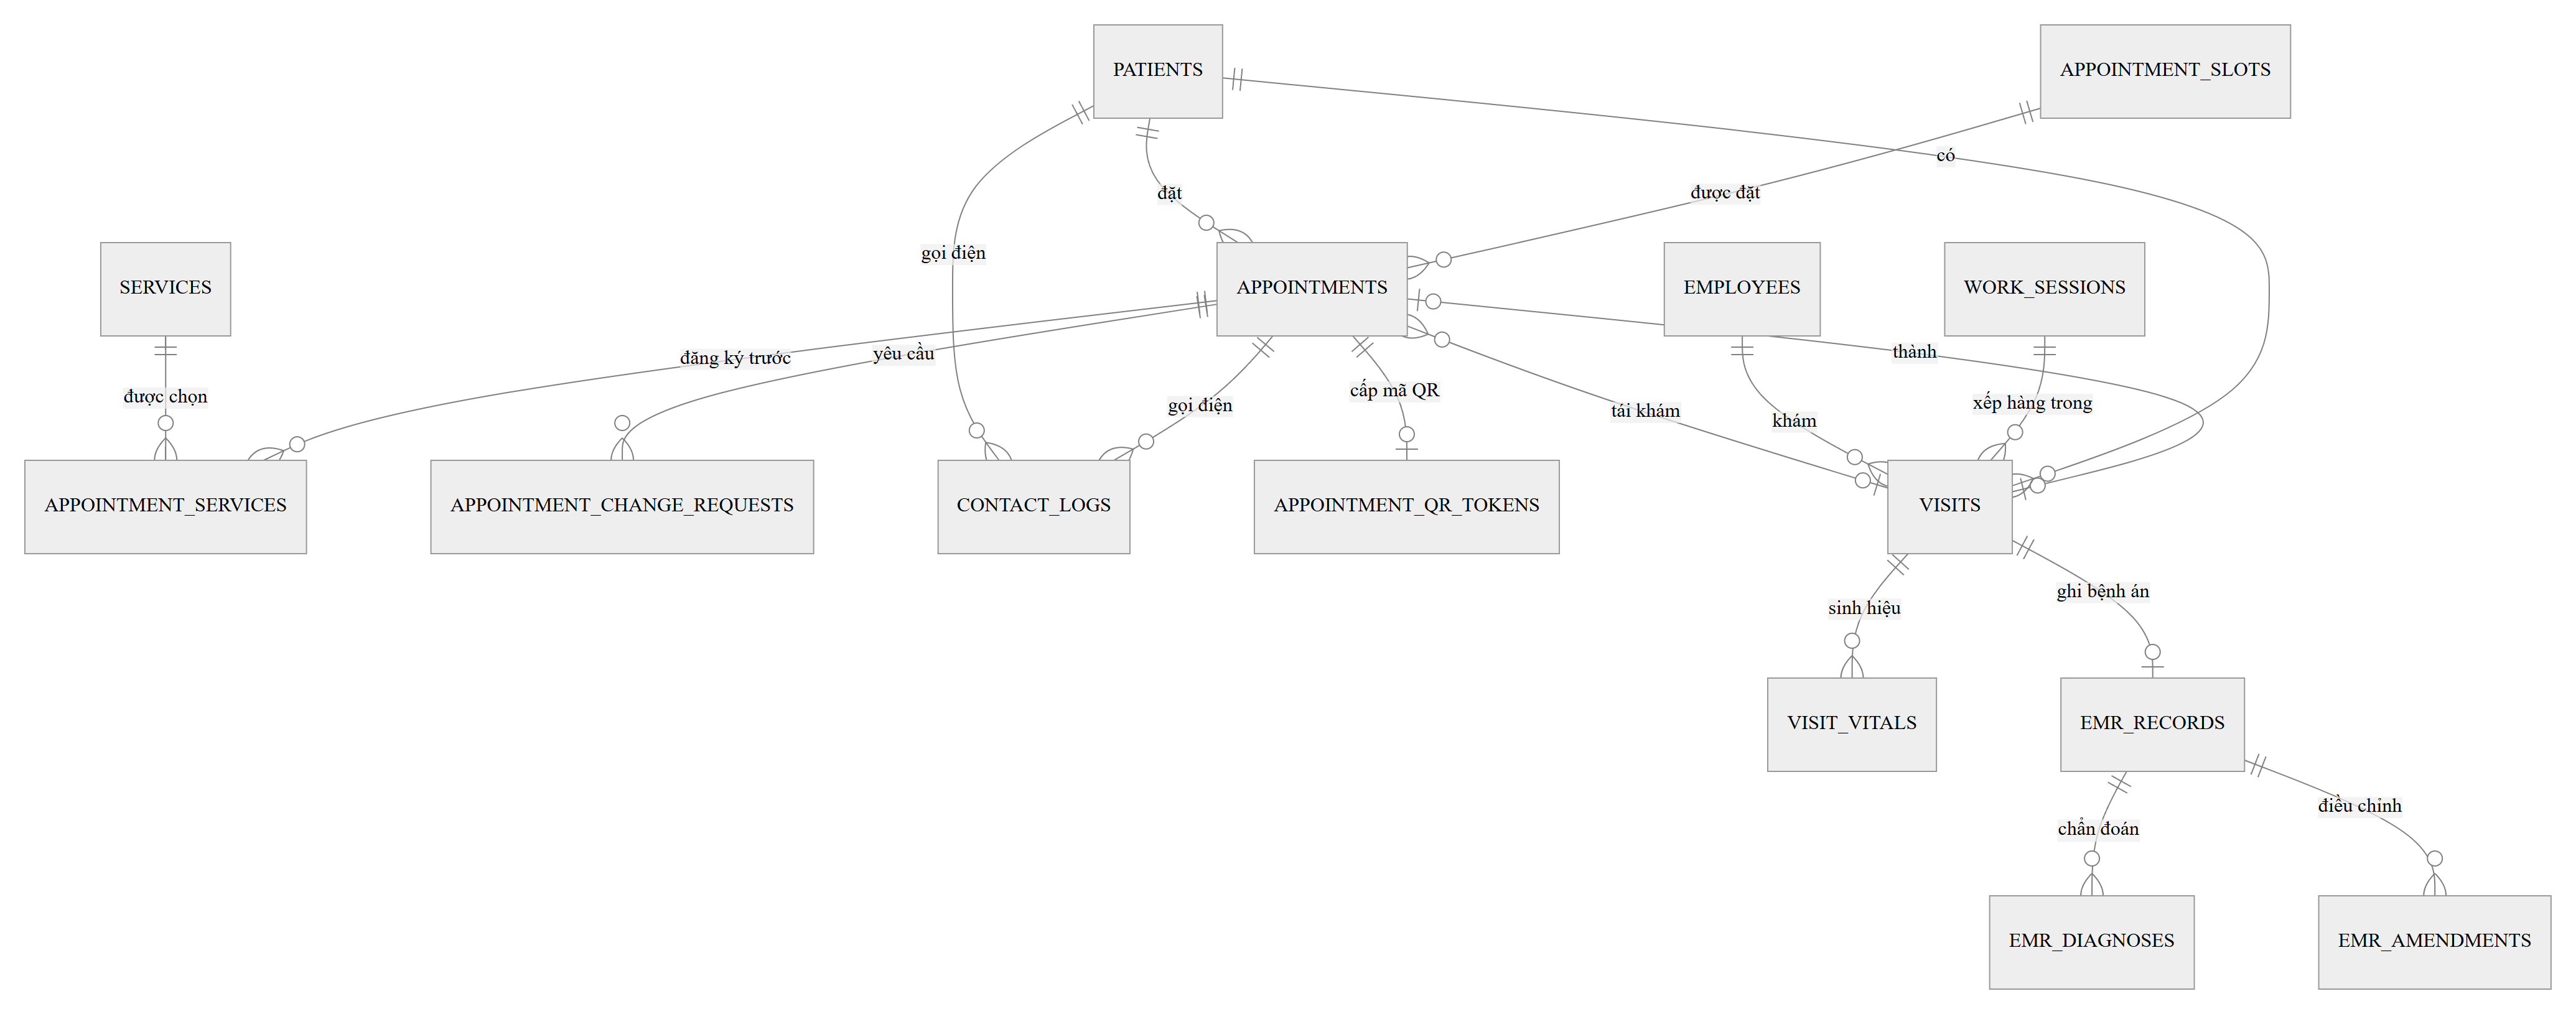 PATIENTS
APPOINTMENT_SLOTS
có
đặt
được đặt
gọi điện
SERVICES
APPOINTMENTS
EMPLOYEES
WORK_SESSIONS
đăng ký trước
yêu cầu
thành
được chọn
gọi điện
cấp mã QR
tái khám
khám
xếp hàng trong
APPOINTMENT_SERVICES
APPOINTMENT_CHANGE_REQUESTS
CONTACT_LOGS
APPOINTMENT_QR_TOKENS
VISITS
sinh hiệu
ghi bệnh án
VISIT_VITALS
EMR_RECORDS
chẩn đoán
điều chỉnh
EMR_DIAGNOSES
EMR_AMENDMENTS